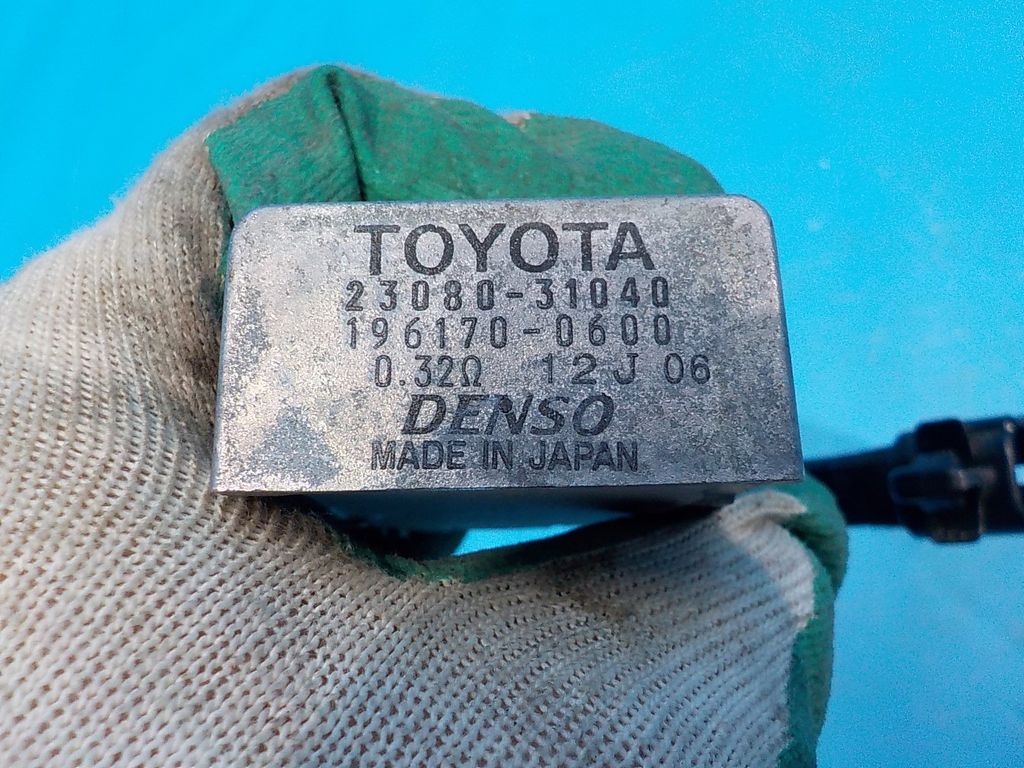 TOYOTA
23080-31040
196170-0600
0.32Ω 12J 06
DENSO
MADE IN JAPAN